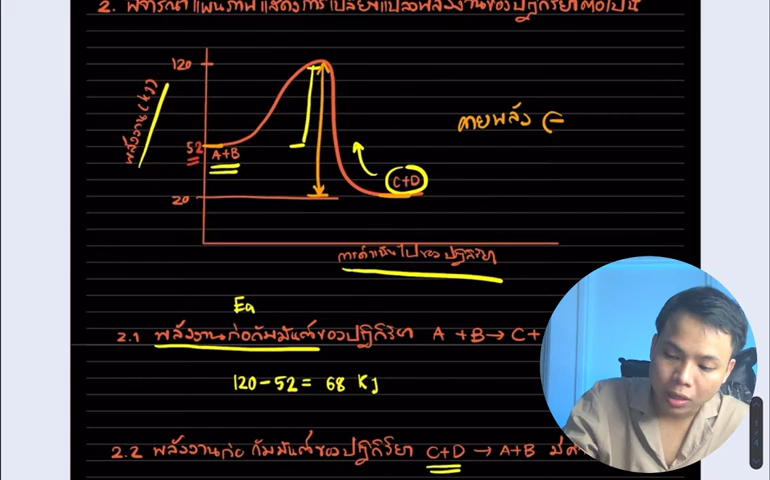 2. พิจารณาแผนภาพแสดงการเปลี่ยนแปลงพลังงานของปฏิกิริยาต่อไปนี้
พลังงาน (kJ)
120
52
A+B
20
C+D
คายพลัง (-
การดำเนินไปของปฏิกิริยา
Ea
2.1 พลังงานก่อกัมมันต์ของปฏิกิริยา A + B → C +
120 - 52 = 68 KJ
2.2 พลังงานก่อกัมมันต์ของปฏิกิริยา C+D → A+B